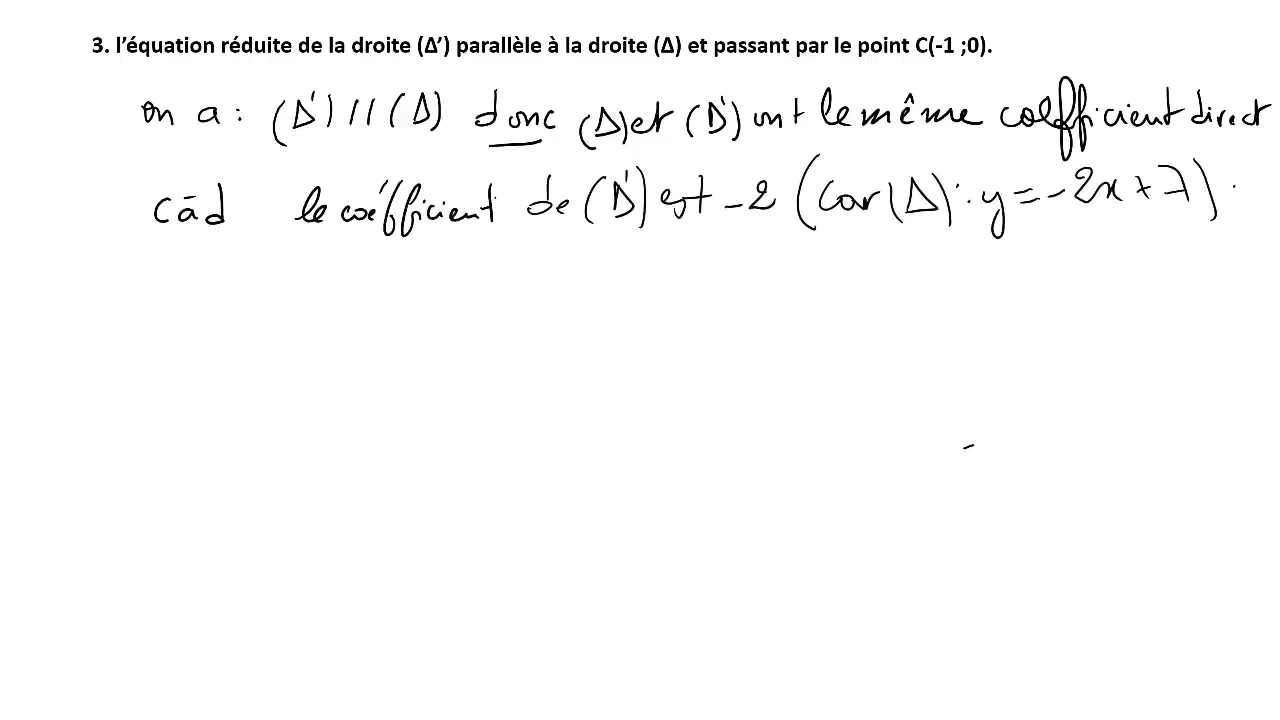 3. l’équation réduite de la droite (Δ’) parallèle à la droite (Δ) et passant par le point C(-1 ;0).
on a : (Δ') // (Δ) donc (Δ) et (Δ') ont le même coefficient direct
càd le coéfficient de (Δ') est -2 (car (Δ) : y = -2x + 7).